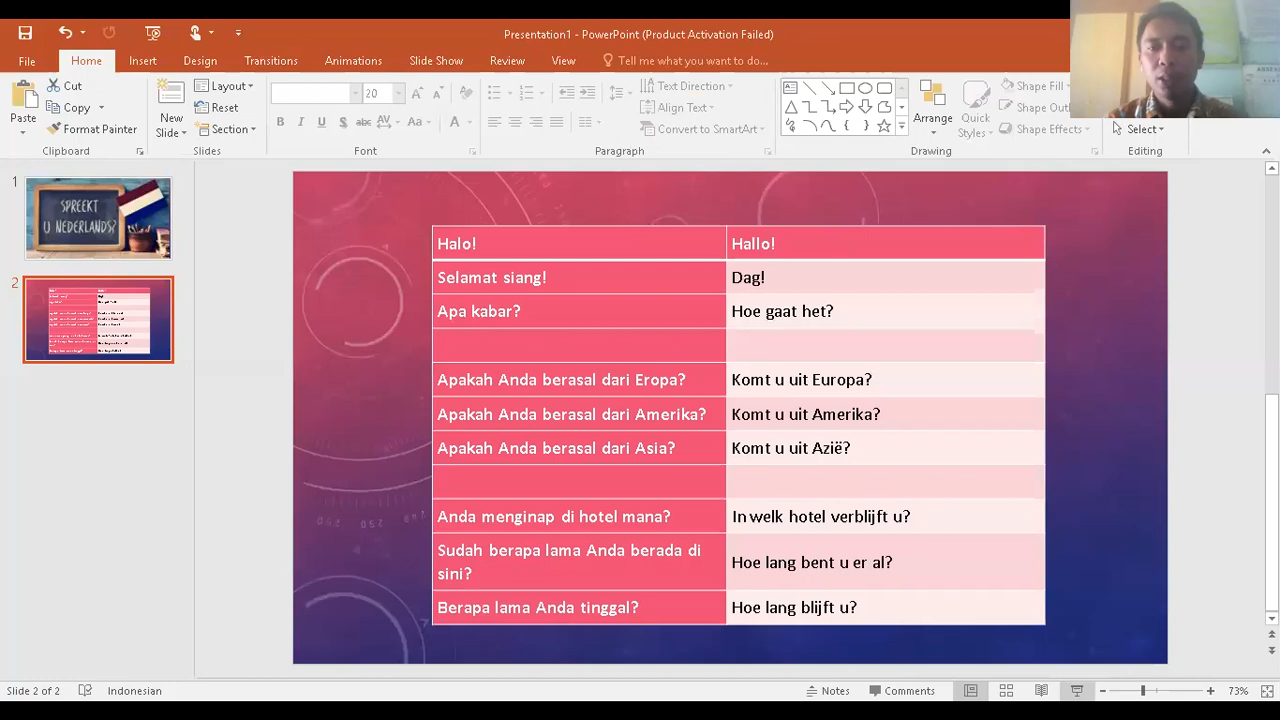 Presentation1 - PowerPoint (Product Activation Failed)
File Home Insert Design Transitions Animations Slide Show Review View Tell me what you want to do...
Paste
Cut
Copy
Format Painter
Clipboard
New Slide
Layout
Reset
Section
Slides
20
Font
Text Direction
Align Text
Convert to SmartArt
Paragraph
Arrange
Quick Styles
Shape Fill
Shape Out
Shape Effects
Drawing
Select
Editing
1
SPREEKT
U NEDERLANDS?
2
Halo! Hallo!
Selamat siang! Dag!
Apa kabar? Hoe gaat het?
Apakah Anda berasal dari Eropa? Komt u uit Europa?
Apakah Anda berasal dari Amerika? Komt u uit Amerika?
Apakah Anda berasal dari Asia? Komt u uit Azië?
Anda menginap di hotel mana? In welk hotel verblijft u?
Sudah berapa lama Anda berada di
sini? Hoe lang bent u er al?
Berapa lama Anda tinggal? Hoe lang blijft u?
Slide 2 of 2 Indonesian Notes Comments 73%